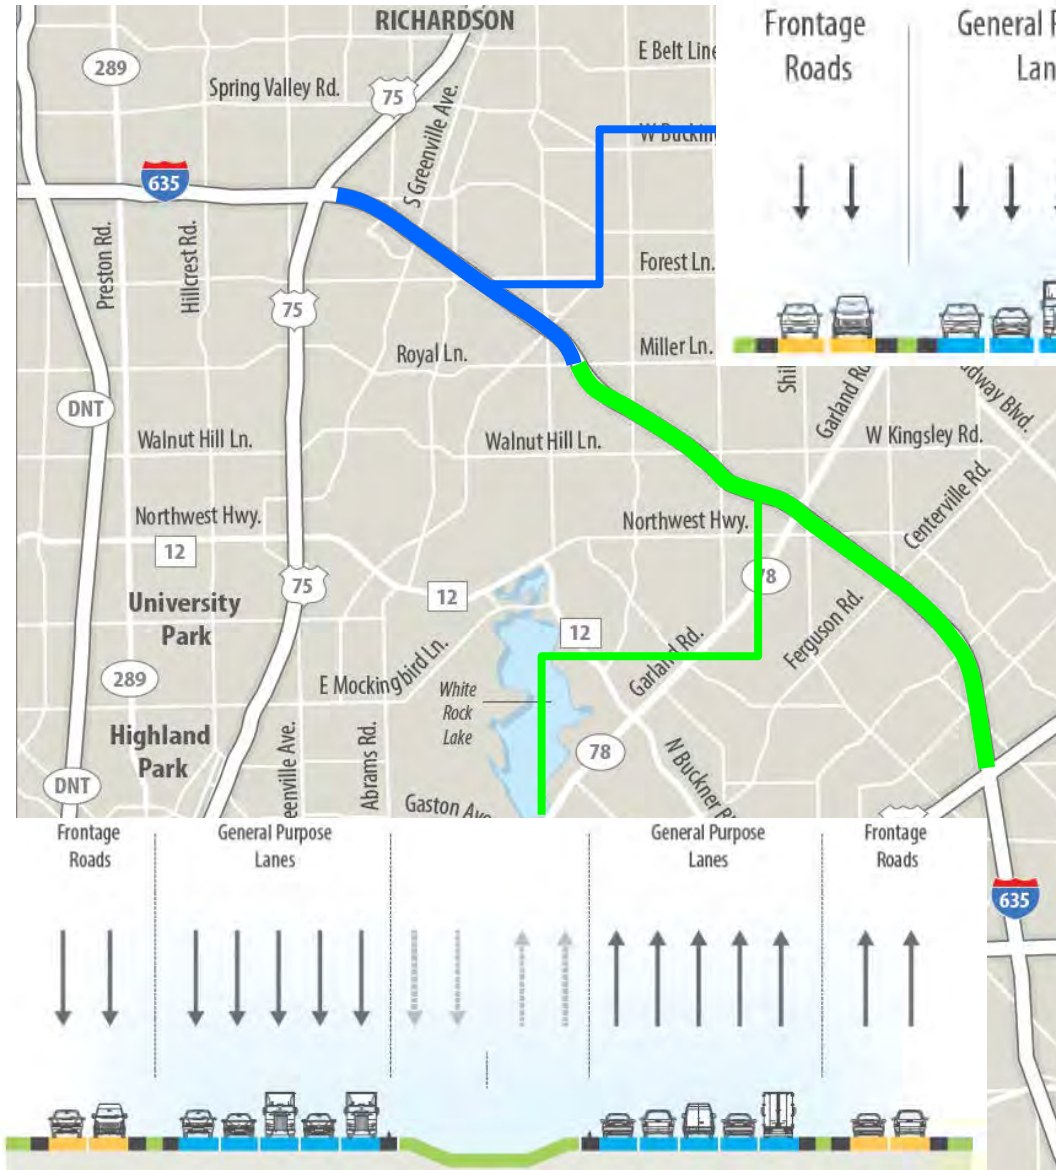 RICHARDSON
289
Spring Valley Rd.
75
S Greenville Ave.
E Belt Line
W Bucking
635
Preston Rd.
Hillcrest Rd.
75
Forest Ln.
Royal Ln.
Miller Ln.
DNT
Walnut Hill Ln.
Walnut Hill Ln.
Garland Rd.
W Kingsley Rd.
Centerville Rd.
Northwest Hwy.
12
Northwest Hwy.
78
75
12
University
Park
12
Ferguson Rd.
Garland Rd.
E Mockingbird Ln.
289
White
Rock
Lake
Highland
Park
78
N Buckner
DNT
eenville Ave.
Abrams Rd.
Gaston Ave
635
Frontage
Roads
General
Lan
Frontage
Roads
General Purpose
Lanes
General Purpose
Lanes
Frontage
Roads